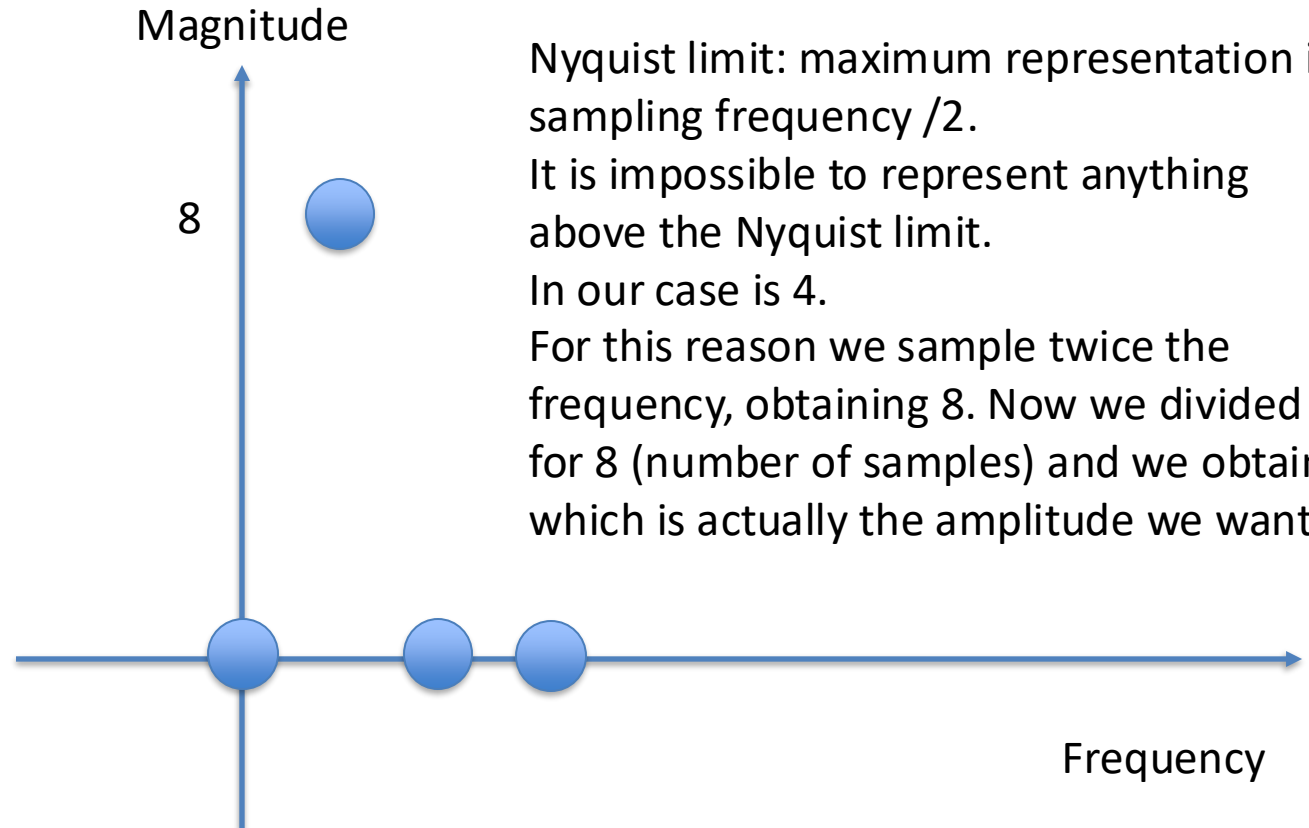 Magnitude
Nyquist limit: maximum representation i
sampling frequency /2.
It is impossible to represent anything
8
above the Nyquist limit.
In our case is 4.
For this reason we sample twice the
frequency, obtaining 8. Now we divided
for 8 (number of samples) and we obtain
which is actually the amplitude we want
Frequency